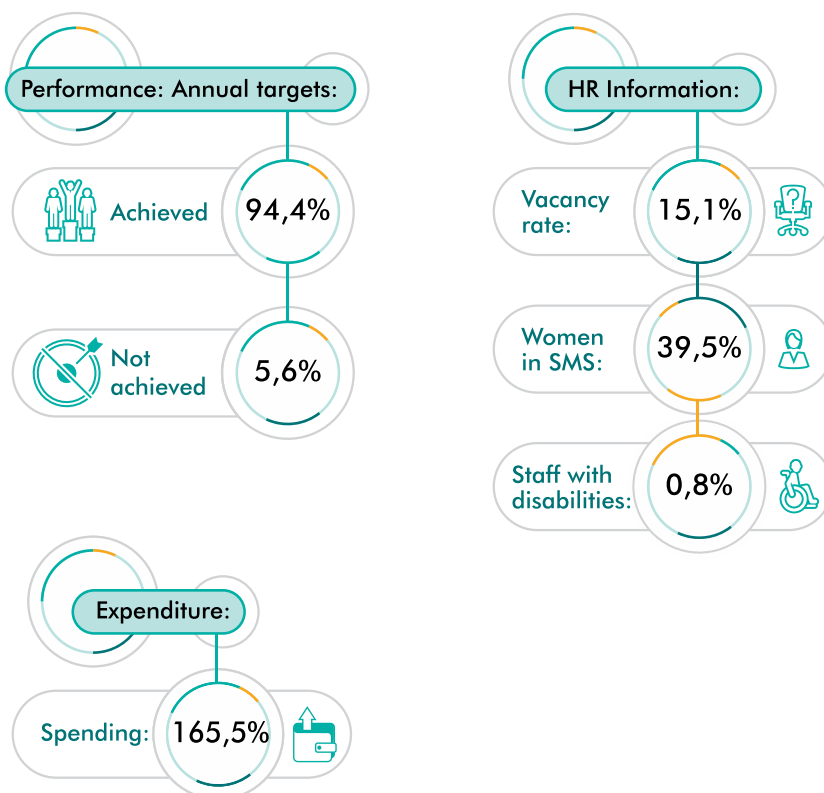 Performance: Annual targets:
Achieved
94,4%
Not
achieved
5,6%
HR Information:
Vacancy
rate:
15,1%
?
Women
in SMS:
39,5%
Staff with
disabilities:
0,8%
Expenditure:
Spending:
165,5%